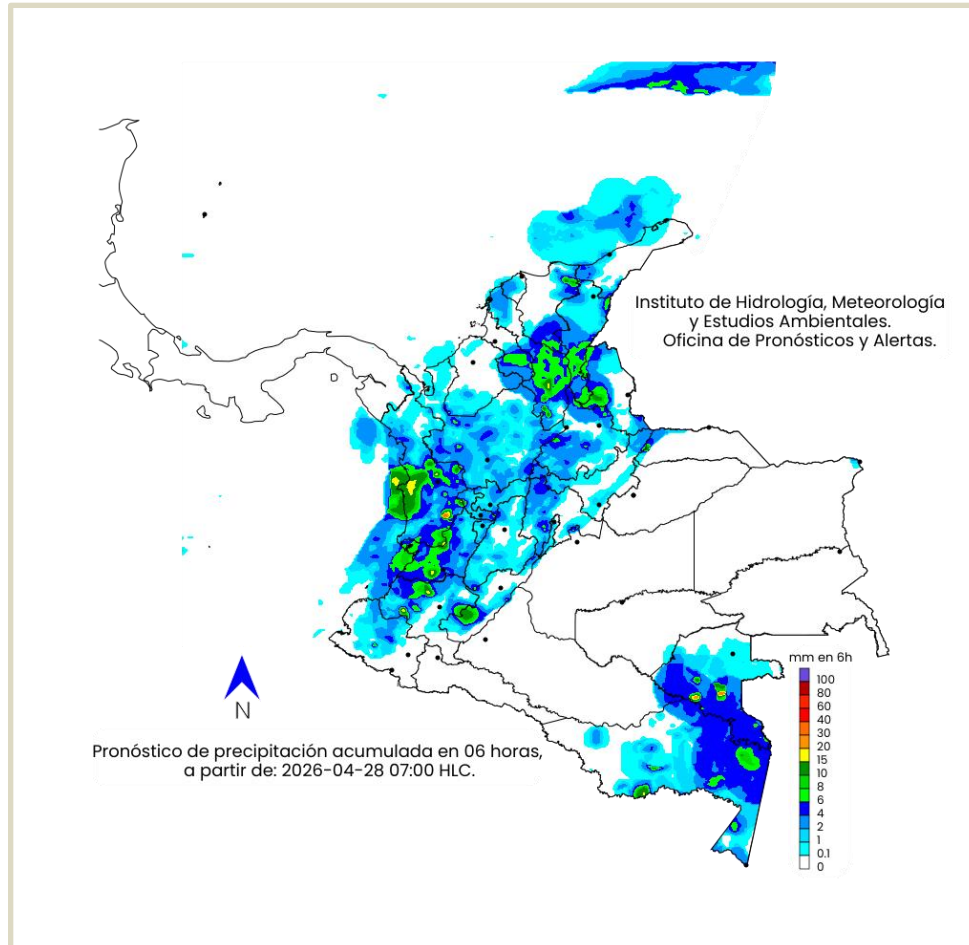 Instituto de Hidrología, Meteorología
y Estudios Ambientales.
Oficina de Pronósticos y Alertas.
D
mm en 6h
100
80
60
40
30
20
15
10
8
6
4
2
1
0.1
0
N
Pronóstico de precipitación acumulada en 06 horas,
a partir de: 2026-04-28 07:00 HLC.